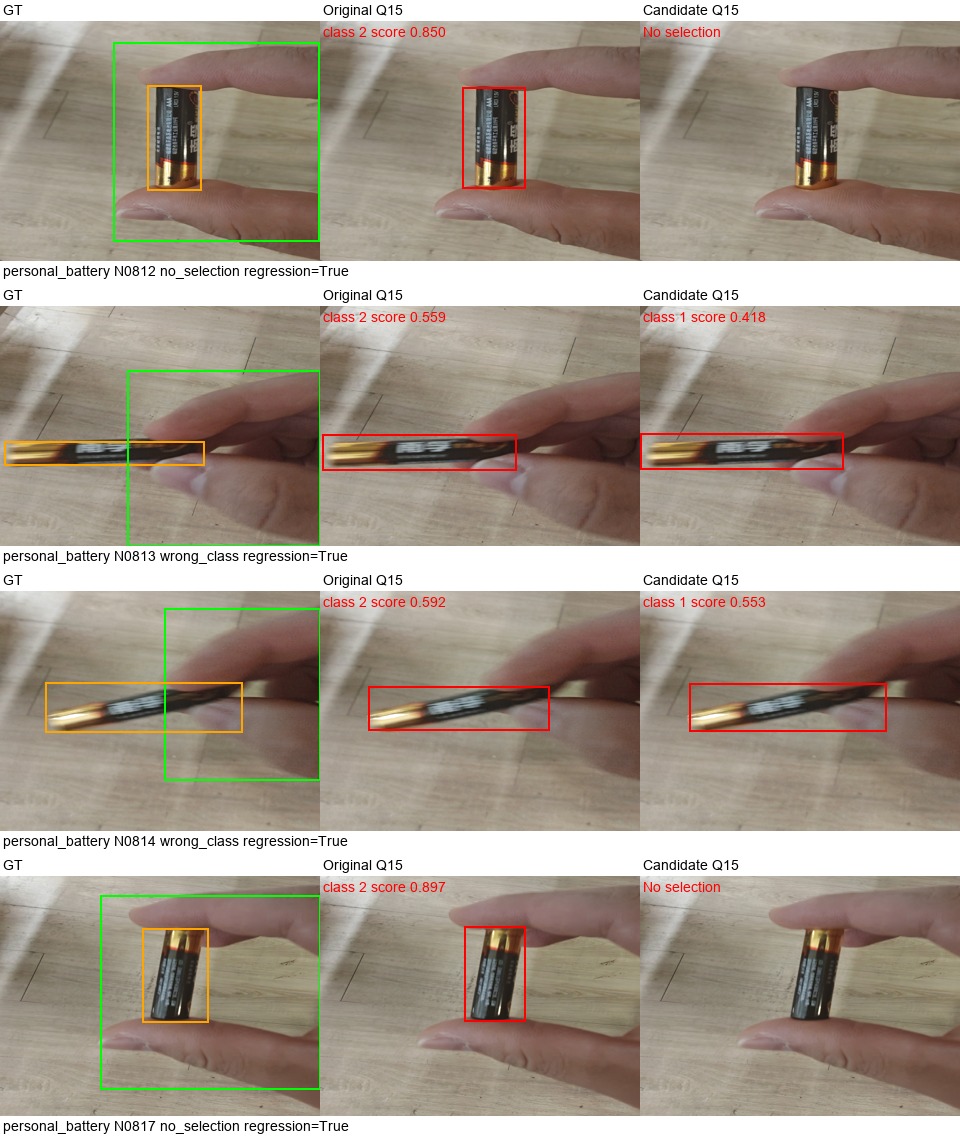 GT
Original Q15
Candidate Q15
class 2 score 0.850
No selection
personal_battery N0812 no_selection regression=True
GT
Original Q15
Candidate Q15
class 2 score 0.559
class 1 score 0.418
personal_battery N0813 wrong_class regression=True
GT
Original Q15
Candidate Q15
class 2 score 0.592
class 1 score 0.553
personal_battery N0814 wrong_class regression=True
GT
Original Q15
Candidate Q15
class 2 score 0.897
No selection
personal_battery N0817 no_selection regression=True